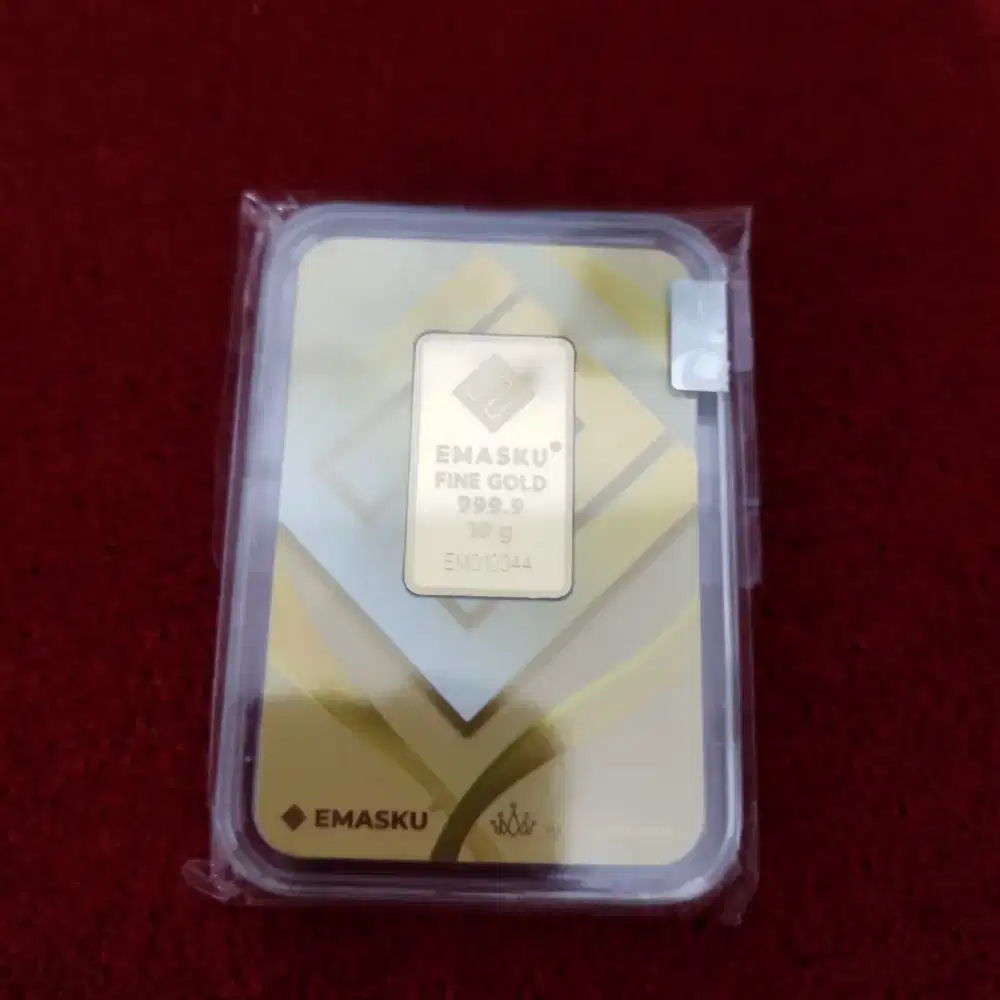 EMASKU®
FINE GOLD
999.9
10 g
EM010044
EMASKU